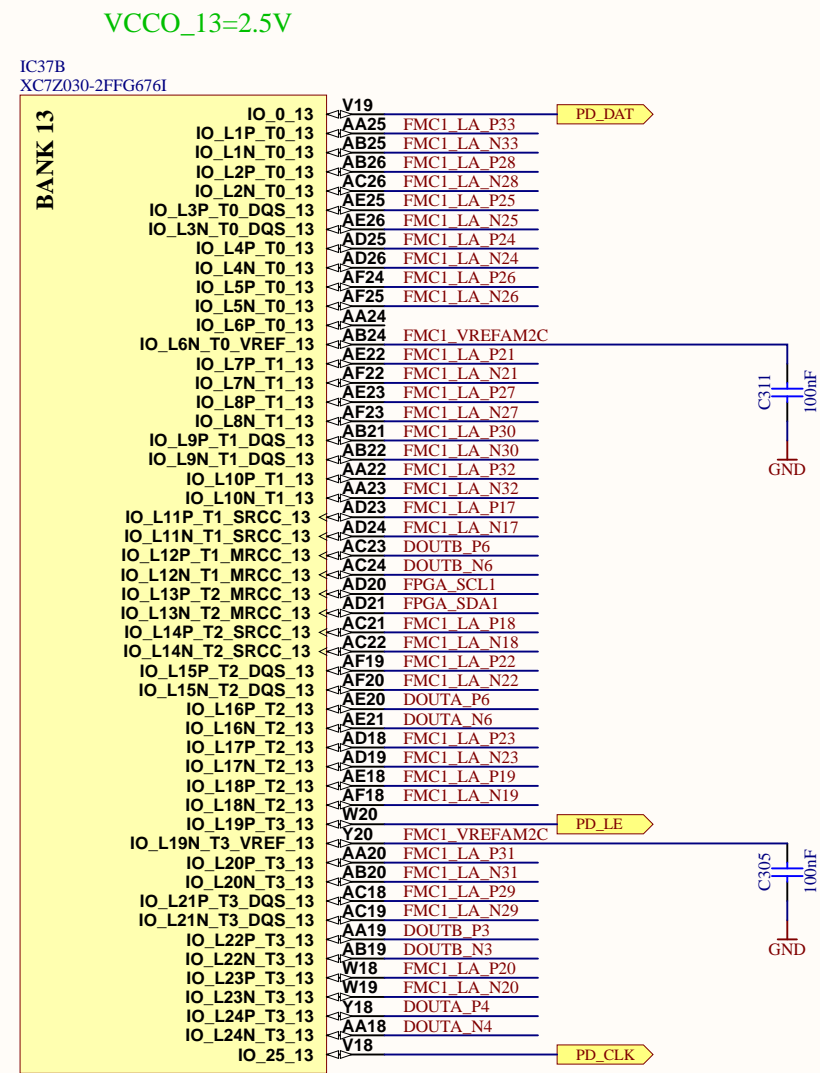 VCCO_13=2.5V
IC37B
XC7Z030-2FFG676I
BANK 13
IO_0_13 V19 PD_DAT
IO_L1P_T0_13 AA25 FMC1_LA_P33
IO_L1N_T0_13 AB25 FMC1_LA_N33
IO_L2P_T0_13 AB26 FMC1_LA_P28
IO_L2N_T0_13 AC26 FMC1_LA_N28
IO_L3P_T0_DQS_13 AE25 FMC1_LA_P25
IO_L3N_T0_DQS_13 AE26 FMC1_LA_N25
IO_L4P_T0_13 AD25 FMC1_LA_P24
IO_L4N_T0_13 AD26 FMC1_LA_N24
IO_L5P_T0_13 AF24 FMC1_LA_P26
IO_L5N_T0_13 AF25 FMC1_LA_N26
IO_L6P_T0_13 AA24
IO_L6N_T0_VREF_13 AB24 FMC1_VREFAM2C
IO_L7P_T1_13 AE22 FMC1_LA_P21
IO_L7N_T1_13 AF22 FMC1_LA_N21
IO_L8P_T1_13 AE23 FMC1_LA_P27
IO_L8N_T1_13 AF23 FMC1_LA_N27
IO_L9P_T1_DQS_13 AB21 FMC1_LA_P30
IO_L9N_T1_DQS_13 AB22 FMC1_LA_N30
IO_L10P_T1_13 AA22 FMC1_LA_P32
IO_L10N_T1_13 AA23 FMC1_LA_N32
IO_L11P_T1_SRCC_13 AD23 FMC1_LA_P17
IO_L11N_T1_SRCC_13 AD24 FMC1_LA_N17
IO_L12P_T1_MRCC_13 AC23 DOUTB_P6
IO_L12N_T1_MRCC_13 AC24 DOUTB_N6
IO_L13P_T2_MRCC_13 AD20 FPGA_SCL1
IO_L13N_T2_MRCC_13 AD21 FPGA_SDA1
IO_L14P_T2_SRCC_13 AC21 FMC1_LA_P18
IO_L14N_T2_SRCC_13 AC22 FMC1_LA_N18
IO_L15P_T2_DQS_13 AF19 FMC1_LA_P22
IO_L15N_T2_DQS_13 AF20 FMC1_LA_N22
IO_L16P_T2_13 AE20 DOUTA_P6
IO_L16N_T2_13 AE21 DOUTA_N6
IO_L17P_T2_13 AD18 FMC1_LA_P23
IO_L17N_T2_13 AD19 FMC1_LA_N23
IO_L18P_T2_13 AE18 FMC1_LA_P19
IO_L18N_T2_13 AF18 FMC1_LA_N19
IO_L19P_T3_13 W20 PD_LE
IO_L19N_T3_VREF_13 Y20 FMC1_VREFAM2C
IO_L20P_T3_13 AA20 FMC1_LA_P31
IO_L20N_T3_13 AB20 FMC1_LA_N31
IO_L21P_T3_DQS_13 AC18 FMC1_LA_P29
IO_L21N_T3_DQS_13 AC19 FMC1_LA_N29
IO_L22P_T3_13 AA19 DOUTB_P3
IO_L22N_T3_13 AB19 DOUTB_N3
IO_L23P_T3_13 W18 FMC1_LA_P20
IO_L23N_T3_13 W19 FMC1_LA_N20
IO_L24P_T3_13 Y18 DOUTA_P4
IO_L24N_T3_13 AA18 DOUTA_N4
IO_25_13 V18 PD_CLK
C311
100nF
GND
C305
100nF
GND